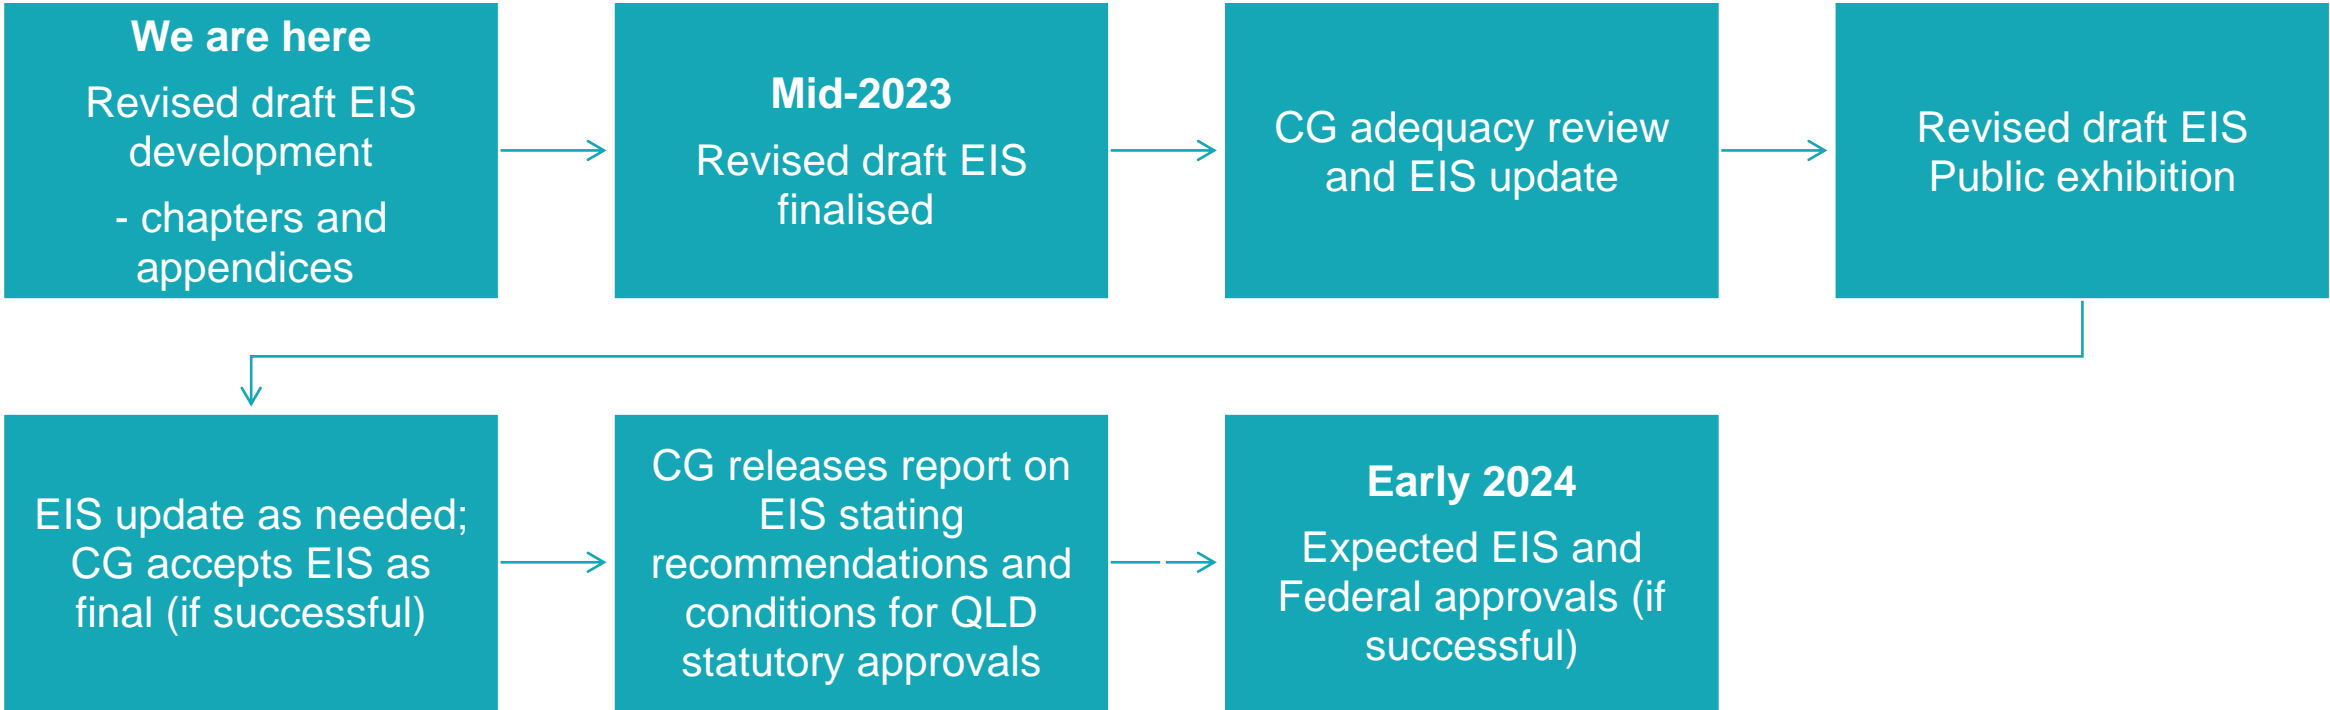 We are here
Revised draft EIS
development
- chapters and
appendices
Mid-2023
Revised draft EIS
finalised
CG adequacy review
and EIS update
Revised draft EIS
Public exhibition
EIS update as needed;
CG accepts EIS as
final (if successful)
CG releases report on
EIS stating
recommendations and
conditions for QLD
statutory approvals
Early 2024
Expected EIS and
Federal approvals (if
successful)